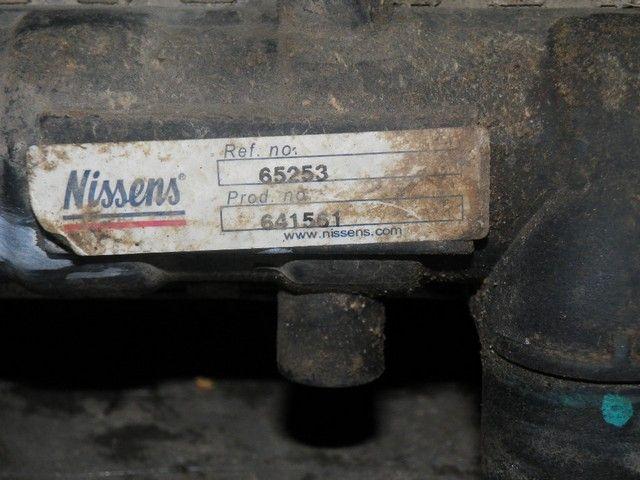 Nissens®
Ref. no.
65253
Prod. no.
641561
www.nissens.com